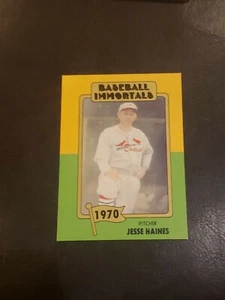 BASEBALL
IMMORTALS
1970
PITCHER
JESSE HAINES